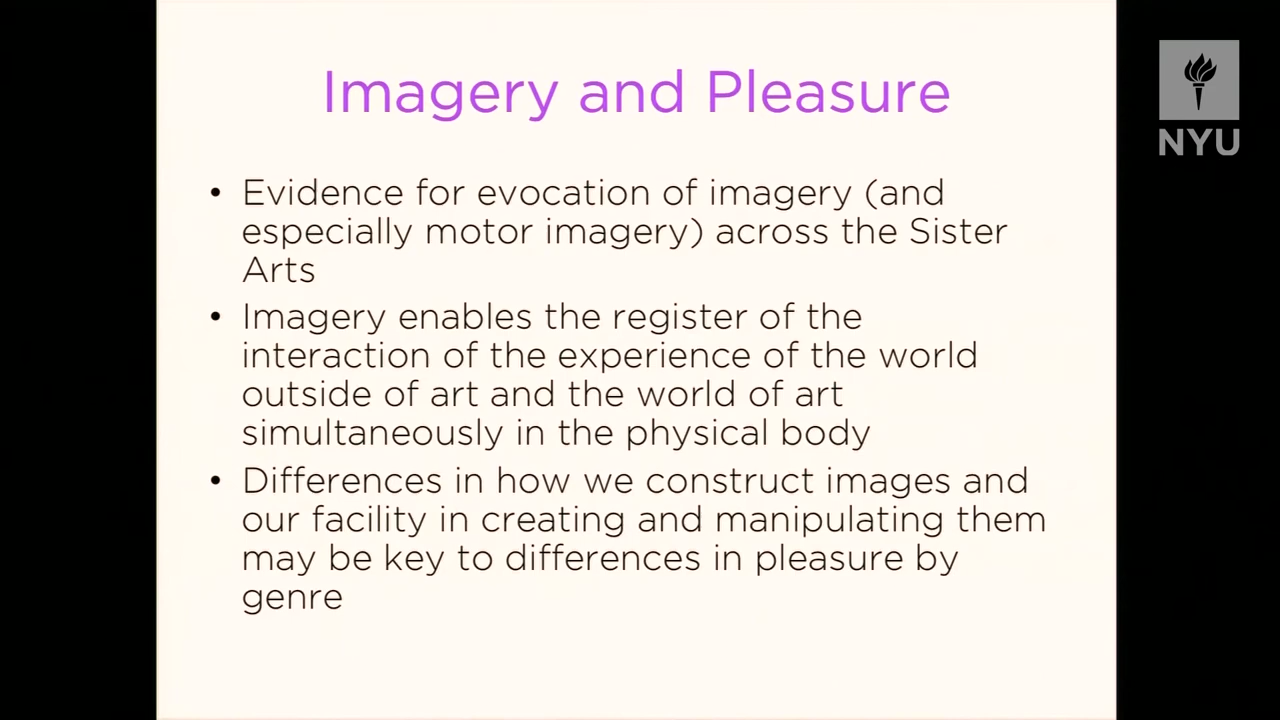 Imagery and Pleasure
NYU
• Evidence for evocation of imagery (and
especially motor imagery) across the Sister
Arts
• Imagery enables the register of the
interaction of the experience of the world
outside of art and the world of art
simultaneously in the physical body
• Differences in how we construct images and
our facility in creating and manipulating them
may be key to differences in pleasure by
genre